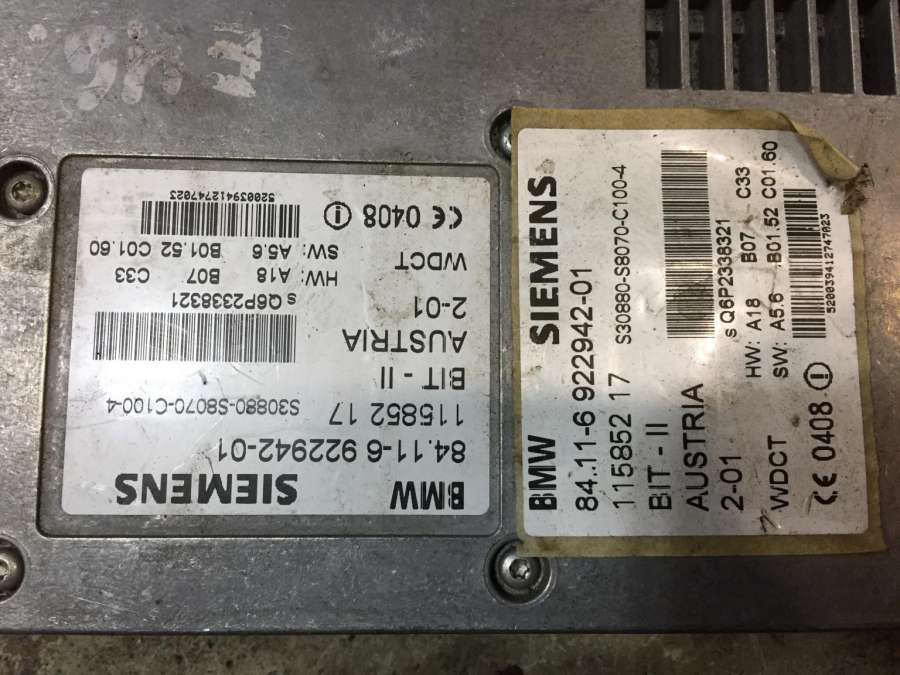 E46
BMW SIEMENS
84.11-6 922942-01
115852 17 S30880-S8070-C100-4
BIT - II
AUSTRIA
2-01 s Q6P2338321
HW: A18 B07 C33
WDCT SW: A5.6 B01.52 C01.60
CE 0408
520039412747023
BMW SIEMENS
84.11-6 922942-01
115852 17 S30880-S8070-C100-4
BIT - II
AUSTRIA
2-01 s Q6P2338321
HW: A18 B07 C33
WDCT SW: A5.6 B01.52 C01.60
CE 0408
520039412747023